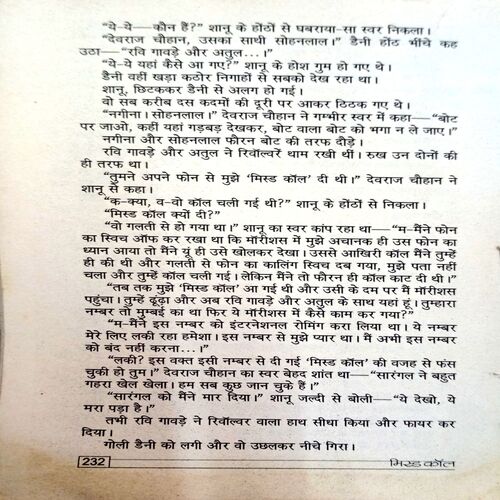 “ये-ये—कौन हैं?” शानू के होंठों से घबराया-सा स्वर निकला।
“देवराज चौहान, उसका साथी सोहनलाल।” डैनी होंठ भींचे कह
उठा—“रवि गावड़े और अतुल...।”
“ये-ये यहां कैसे आ गए?” शानू के होश गुम हो गए थे।
डैनी वहीं खड़ा कठोर निगाहों से सबको देख रहा था।
शानू, छिटककर डैनी से अलग हो गई।
वो सब करीब दस कदमों की दूरी पर आकर ठिठक गए थे।
“नगीना। सोहनलाल।” देवराज चौहान ने गम्भीर स्वर में कहा—“बोट
पर जाओ, कहीं यहां गड़बड़ देखकर, बोट वाला बोट को भगा न ले जाए।”
नगीना और सोहनलाल फौरन बोट की तरफ दौड़े।
रवि गावड़े और अतुल ने रिवॉल्वरें थाम रखी थीं। रुख उन दोनों की
ही तरफ था।
“तुमने अपने फोन से मुझे ‘मिस्ड कॉल’ दी थी।” देवराज चौहान ने
शानू से कहा।
“क-क्या, व-वो कॉल चली गई थी?” शानू के होंठों से निकला।
“मिस्ड कॉल क्यों दी?”
“वो गलती से हो गया था।” शानू का स्वर कांप रहा था—“म-मैंने फोन
का स्विच ऑफ कर रखा था कि मॉरीशस में मुझे अचानक ही उस फोन का
ध्यान आया तो मैंने यूं ही उसे खोलकर देखा। उससे आखिरी कॉल मैंने तुम्हें
ही की थी और गलती से फोन का कालिंग स्विच दब गया, मुझे पता नहीं
चला और तुम्हें कॉल चली गई। लेकिन मैंने तो फौरन ही कॉल काट दी थी।”
“तब तक मुझे ‘मिस्ड कॉल’ आ गई थी और उसी के दम पर मैं मॉरीशस
पहुंचा। तुम्हें ढूंढ़ा और अब रवि गावड़े और अतुल के साथ यहां हूं। तुम्हारा
नम्बर तो मुम्बई का था फिर ये मॉरीशस में कैसे काम कर गया?”
“म-मैंने इस नम्बर को इंटरनेशनल रोमिंग करा लिया था। ये नम्बर
मेरे लिए लकी रहा हमेशा। इस नम्बर से मुझे प्यार था। मैं अभी इस नम्बर
को बंद नहीं करना...।”
“लकी? इस वक्त इसी नम्बर से दी गई ‘मिस्ड कॉल’ की वजह से फंस
चुकी हो तुम।” देवराज चौहान का स्वर बेहद शांत था—“सारंगल ने बहुत
गहरा खेल खेला। हम सब कुछ जान चुके हैं।”
“सारंगल को मैंने मार दिया।” शानू जल्दी से बोली—“ये देखो, ये
मरा पड़ा है।”
तभी रवि गावड़े ने रिवॉल्वर वाला हाथ सीधा किया और फायर कर
दिया।
गोली डैनी को लगी और वो उछलकर नीचे गिरा।
232 मिस्ड कॉल